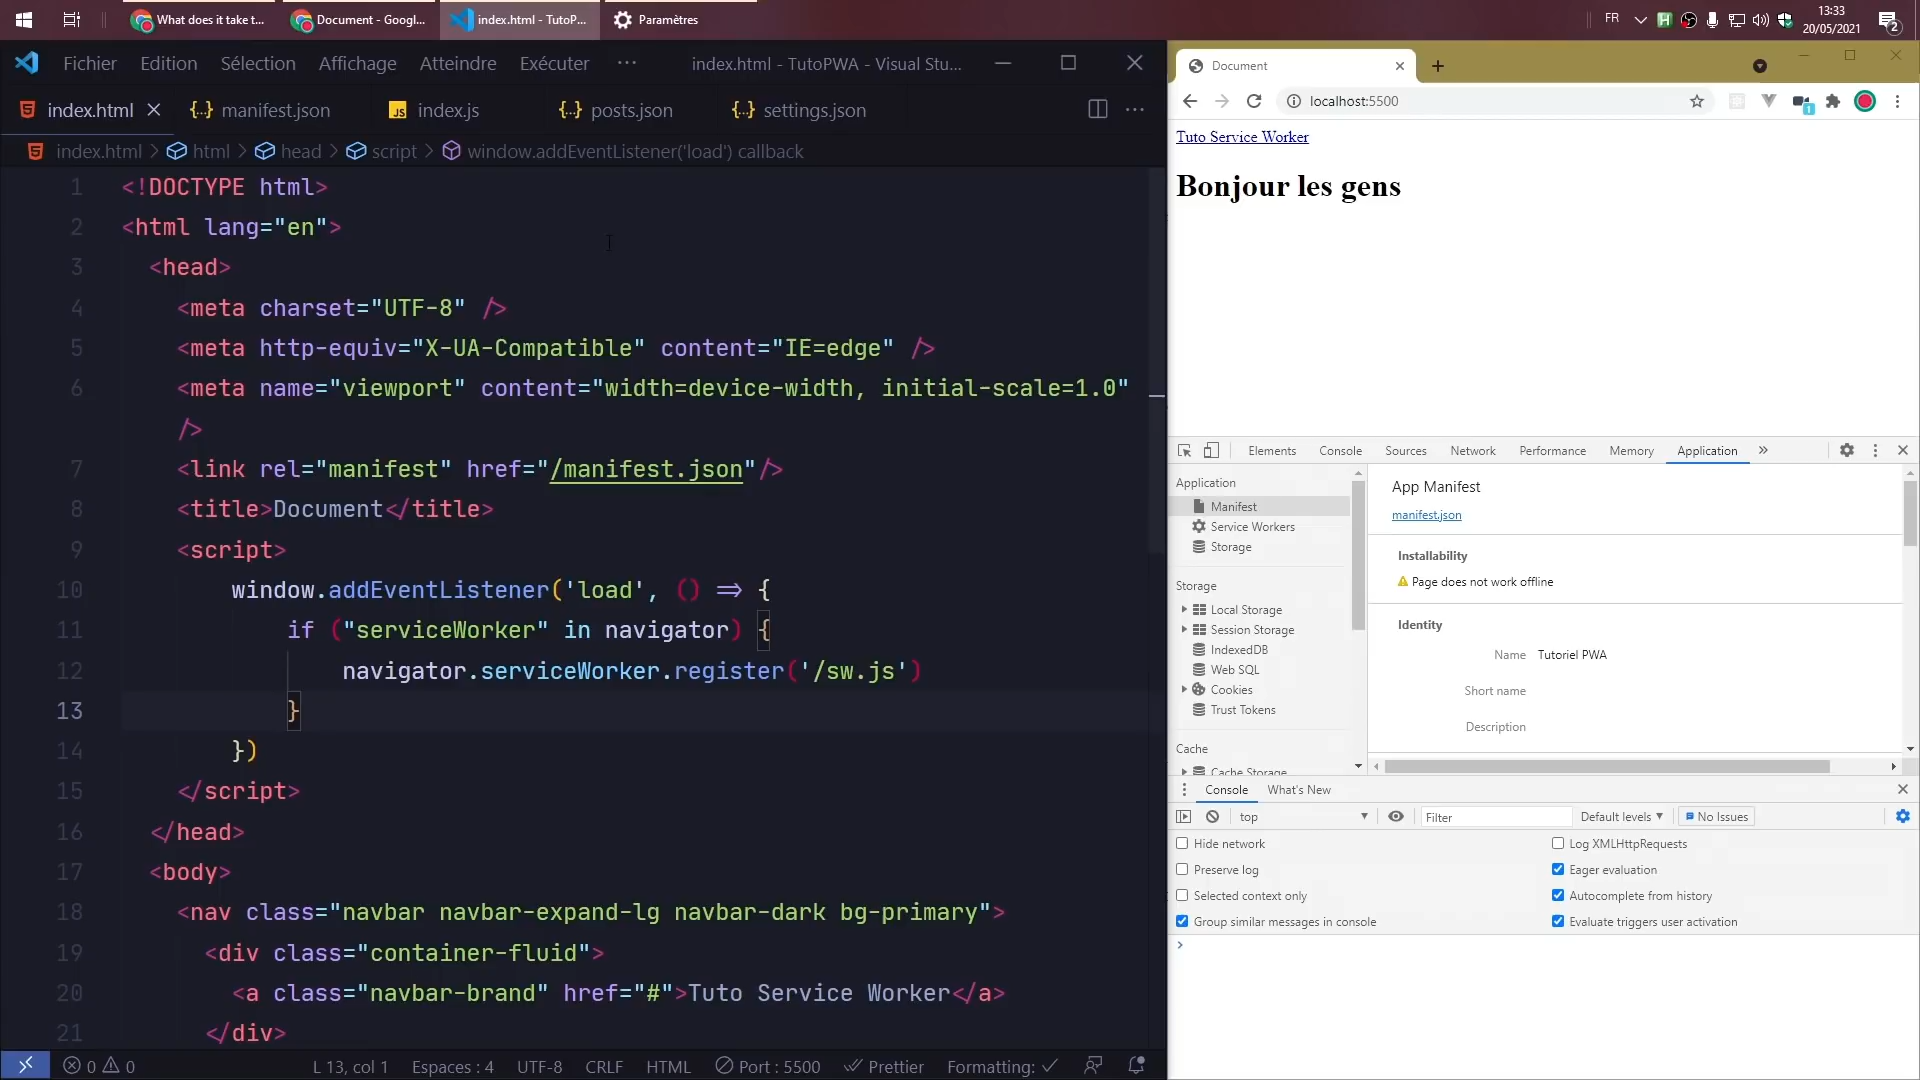 What does it take t...
Document - Googl...
index.html - TutoP...
Paramètres
FR
13:33
20/05/2021
2
Fichier Edition Sélection Affichage Atteindre Exécuter ··· index.html - TutoPWA - Visual Stu...
index.html manifest.json index.js posts.json settings.json
index.html > html > head > script > window.addEventListener('load') callback
1 <!DOCTYPE html>
2 <html lang="en">
3 <head>
4 <meta charset="UTF-8" />
5 <meta http-equiv="X-UA-Compatible" content="IE=edge" />
6 <meta name="viewport" content="width=device-width, initial-scale=1.0"
/>
7 <link rel="manifest" href="/manifest.json"/>
8 <title>Document</title>
9 <script>
10 window.addEventListener('load', () => {
11 if ("serviceWorker" in navigator) {
12 navigator.serviceWorker.register('/sw.js')
13 }
14 })
15 </script>
16 </head>
17 <body>
18 <nav class="navbar navbar-expand-lg navbar-dark bg-primary">
19 <div class="container-fluid">
20 <a class="navbar-brand" href="#">Tuto Service Worker</a>
21 </div>
0 0 L 13, col 1 Espaces : 4 UTF-8 CRLF HTML Port : 5500 Prettier Formatting:
Document
localhost:5500
1
Tuto Service Worker
Bonjour les gens
Elements Console Sources Network Performance Memory Application »
Application
Manifest
Service Workers
Storage
Storage
Local Storage
Session Storage
IndexedDB
Web SQL
Cookies
Trust Tokens
Cache
Cache Storage
App Manifest
manifest.json
Installability
Page does not work offline
Identity
Name Tutoriel PWA
Short name
Description
Console What's New
top Filter Default levels No Issues
Hide network Log XMLHttpRequests
Preserve log Eager evaluation
Selected context only Autocomplete from history
Group similar messages in console Evaluate triggers user activation
>